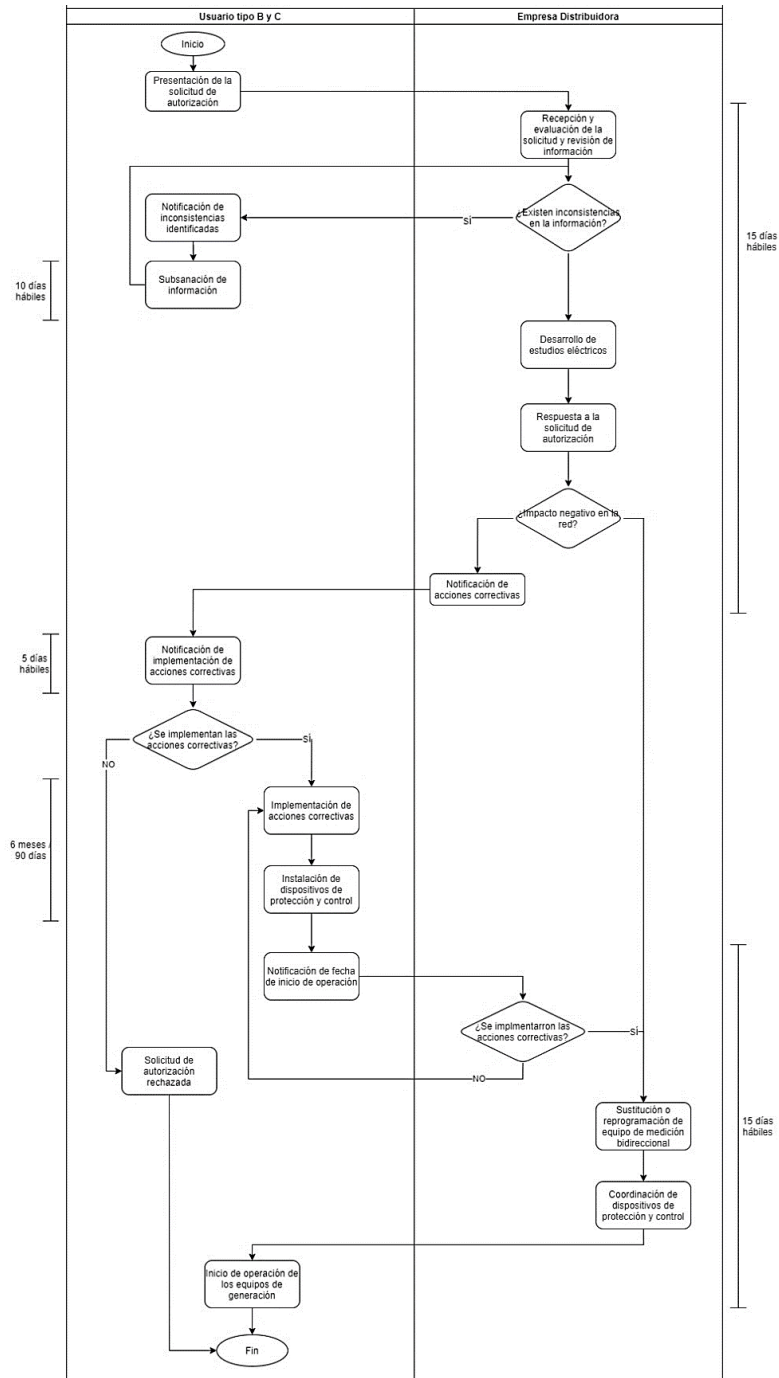 Usuario tipo B y C
Empresa Distribuidora
Inicio
Presentación de la
solicitud de
autorización
Recepción y
evaluación de la
solicitud y revisión de
información
15 días
hábiles
¿Existen inconsistencias
en la información?
SÍ
Notificación de
inconsistencias
identificadas
10 días
hábiles
Subsanación de
información
Desarrollo de
estudios eléctricos
Respuesta a la
solicitud de
autorización
¿Impacto negativo en la
red?
Notificación de
acciones correctivas
5 días
hábiles
Notificación de
implementación de
acciones correctivas
¿Se implementan las
acciones correctivas?
SÍ
NO
6 meses /
90 días
Implementación de
acciones correctivas
Instalación de
dispositivos de
protección y control
Notificación de fecha
de inicio de operación
¿Se implmentarron las
acciones correctivas?
SÍ
NO
Solicitud de
autorización
rechazada
Sustitución o
reprogramación de
equipo de medición
bidireccional
15 días
hábiles
Coordinación de
dispositivos de
protección y control
Inicio de operación de
los equipos de
generación
Fin